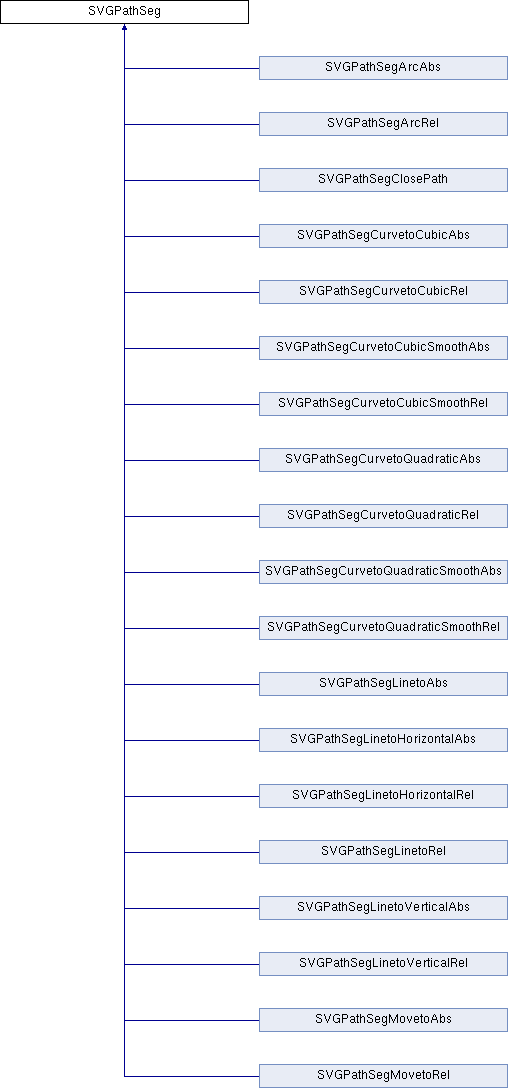 SVGPathSeg
SVGPathSegArcAbs
SVGPathSegArcRel
SVGPathSegClosePath
SVGPathSegCurvetoCubicAbs
SVGPathSegCurvetoCubicRel
SVGPathSegCurvetoCubicSmoothAbs
SVGPathSegCurvetoCubicSmoothRel
SVGPathSegCurvetoQuadraticAbs
SVGPathSegCurvetoQuadraticRel
SVGPathSegCurvetoQuadraticSmoothAbs
SVGPathSegCurvetoQuadraticSmoothRel
SVGPathSegLinetoAbs
SVGPathSegLinetoHorizontalAbs
SVGPathSegLinetoHorizontalRel
SVGPathSegLinetoRel
SVGPathSegLinetoVerticalAbs
SVGPathSegLinetoVerticalRel
SVGPathSegMovetoAbs
SVGPathSegMovetoRel